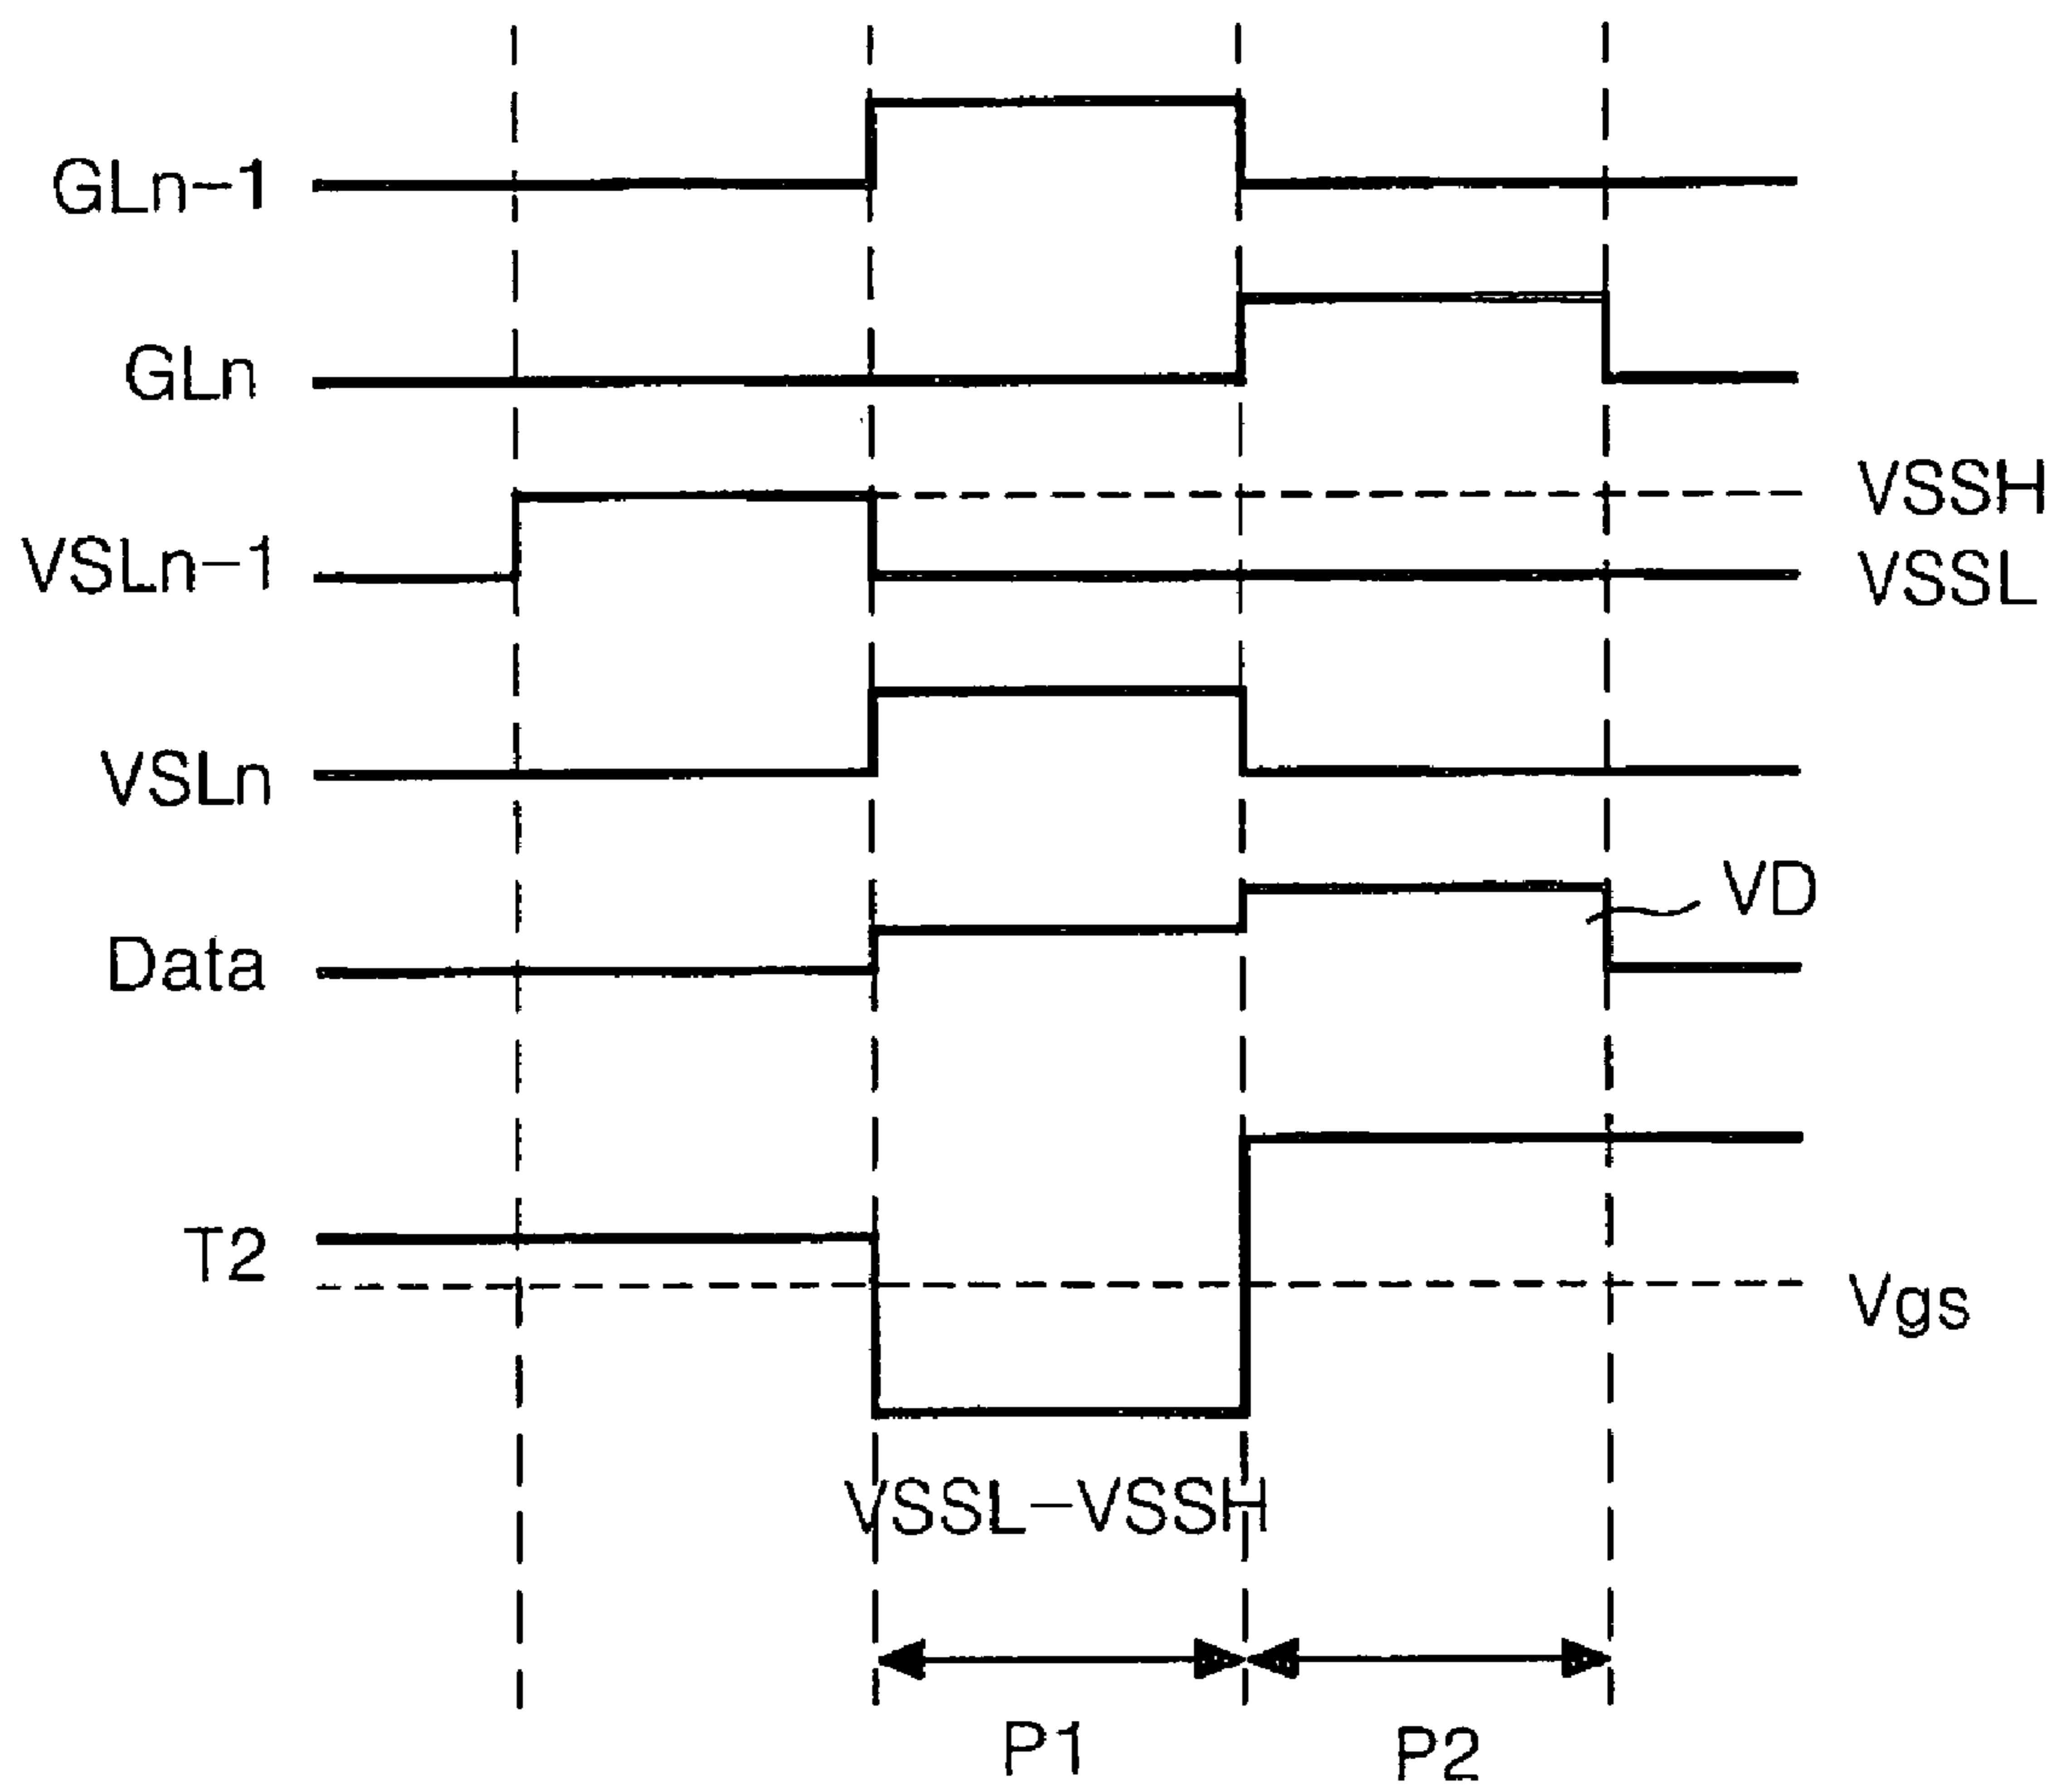 GLn-1
GLn
VSSH
VSLn-1
VSSL
VSLn
VD
Data
T2
Vgs
VSSL-VSSH
P1
P2